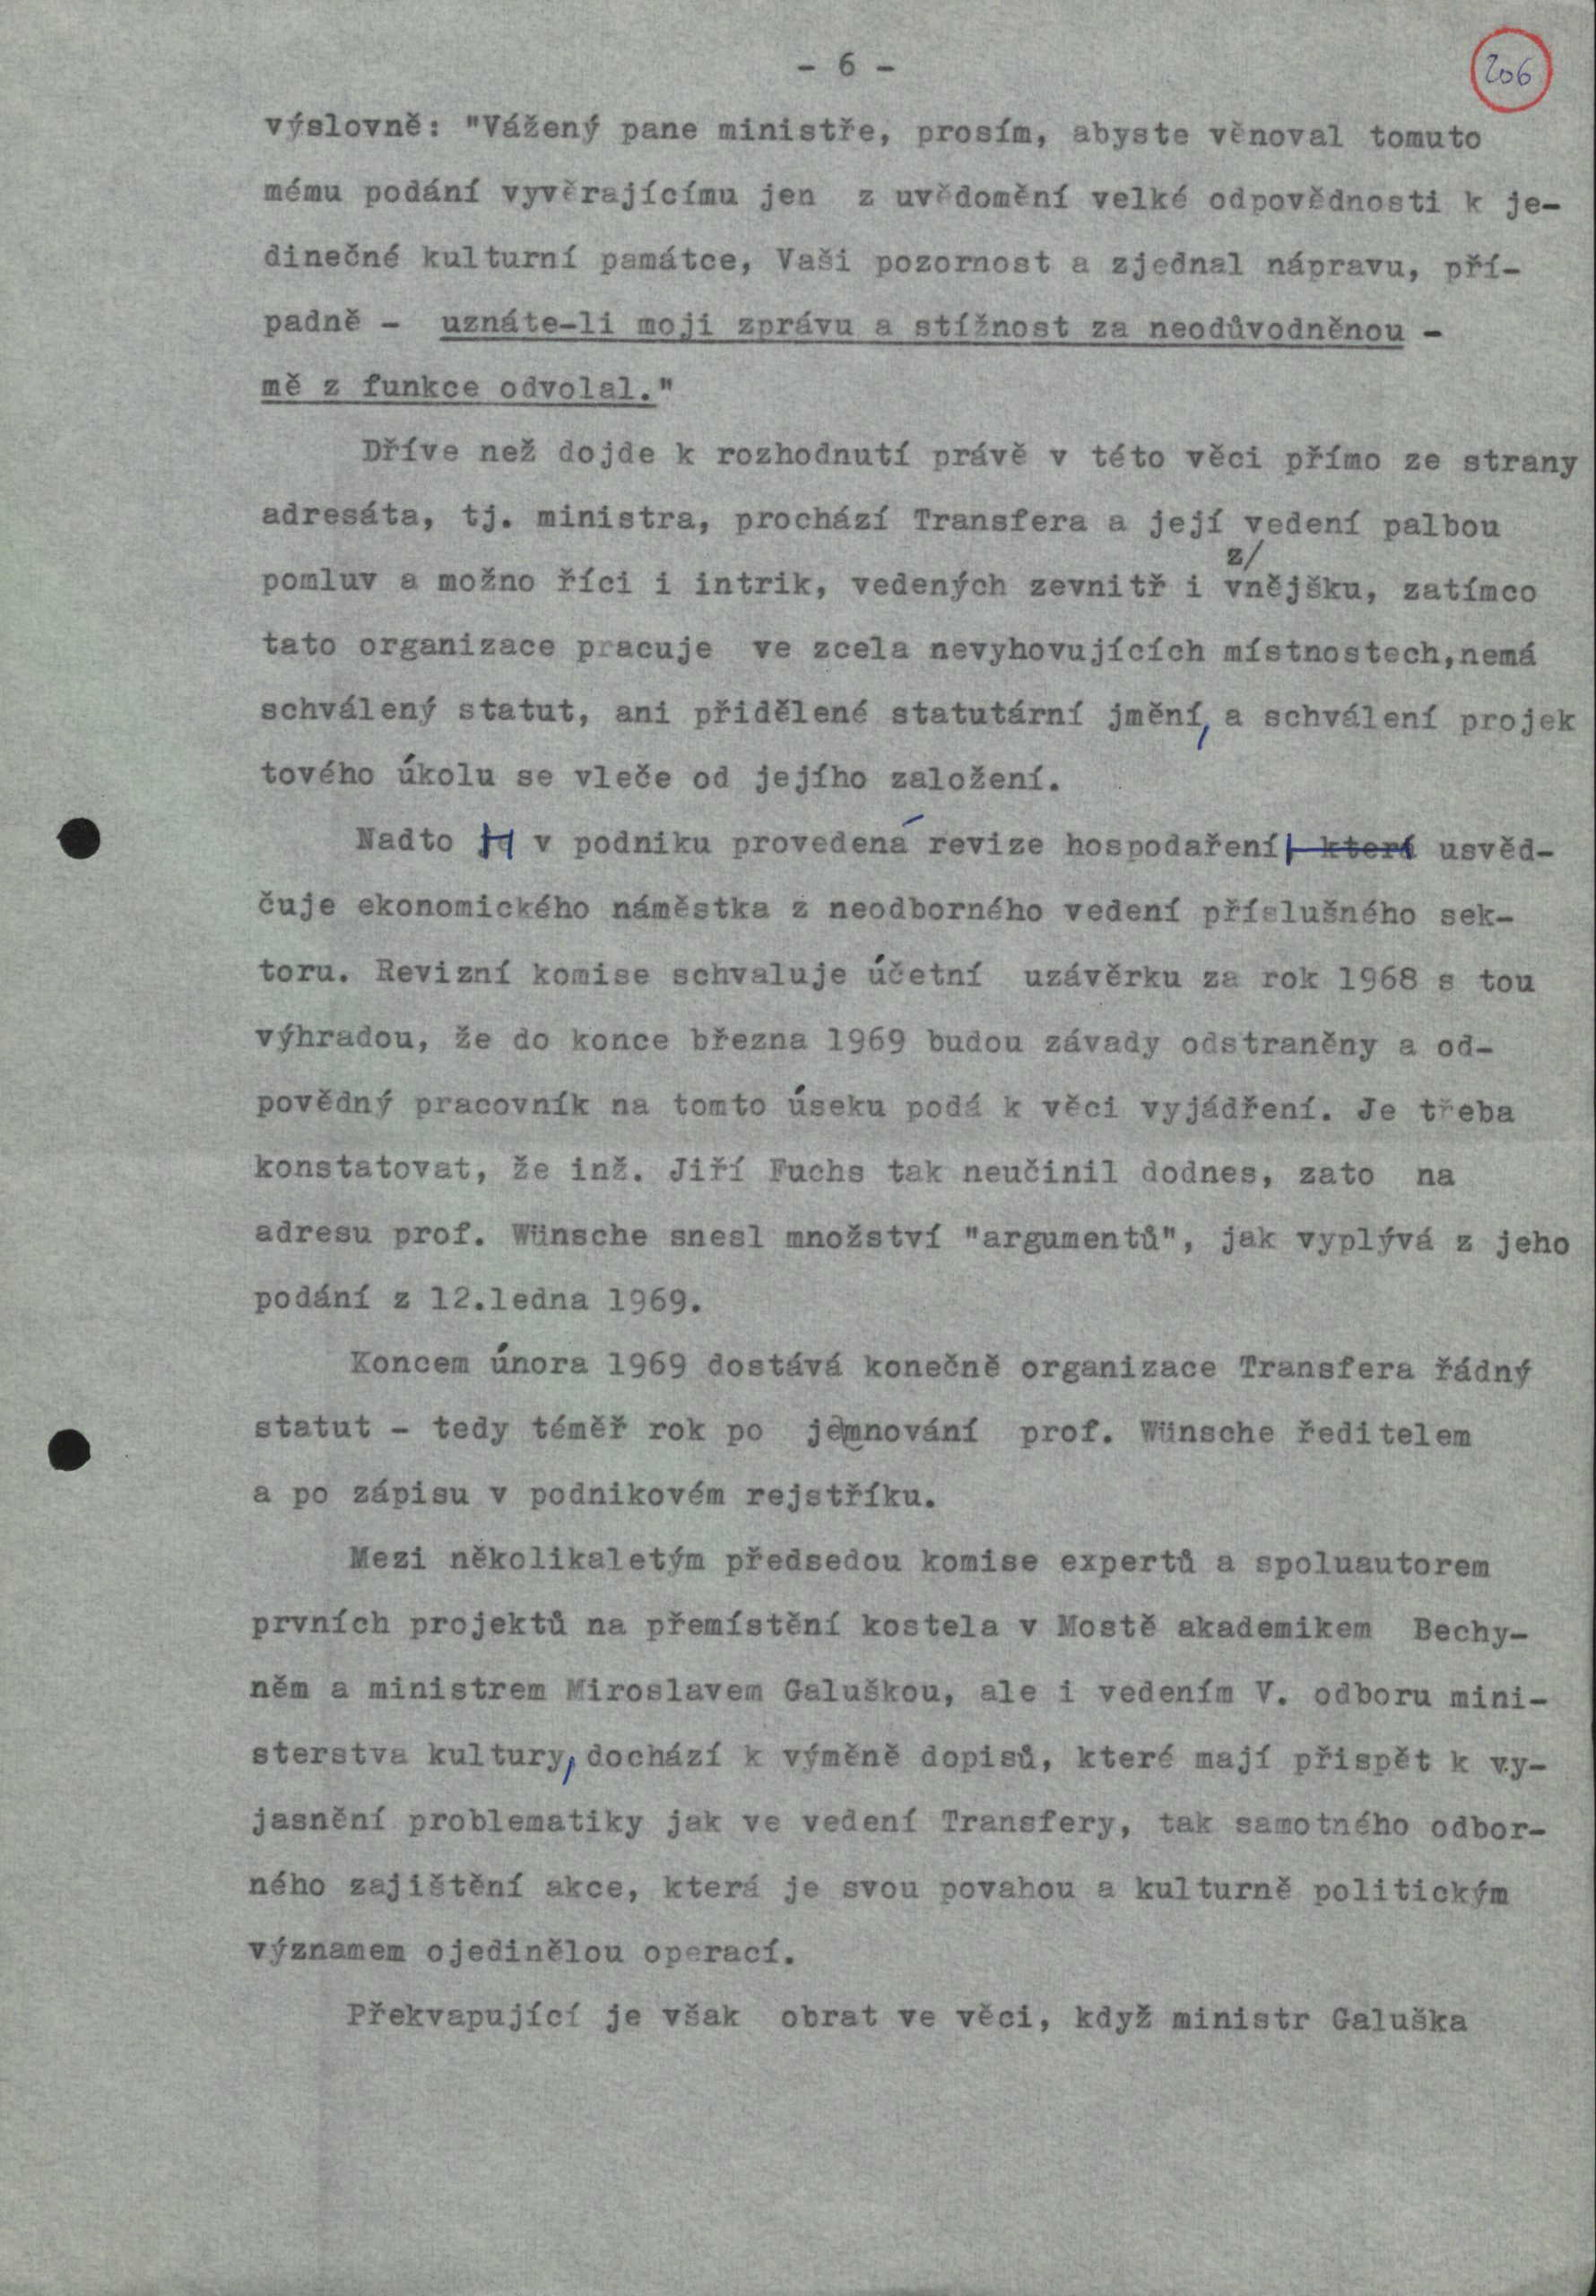 - 6 -
206
výslovně: "Vážený pane ministře, prosím, abyste věnoval tomuto
mému podání vyvěrajícímu jen z uvědomění velké odpovědnosti k je-
dinečné kulturní památce, Vaši pozornost a zjednal nápravu, pří-
padně - uznáte-li moji zprávu a stížnost za neodůvodněnou -
mě z funkce odvolal."
Dříve než dojde k rozhodnutí právě v této věci přímo ze strany
adresáta, tj. ministra, prochází Transfera a její vedení palbou
z/
pomluv a možno říci i intrik, vedených zevnitř i vnějšku, zatímco
tato organizace pracuje ve zcela nevyhovujících místnostech,nemá
schválený statut, ani přidělené statutární jmění, a schválení projek
tového úkolu se vleče od jejího založení.
Nadto je v podniku provedená revize hospodaření, která usvěd-
čuje ekonomického náměstka z neodborného vedení příslušného sek-
toru. Revizní komise schvaluje účetní uzávěrku za rok 1968 s tou
výhradou, že do konce března 1969 budou závady odstraněny a od-
povědný pracovník na tomto úseku podá k věci vyjádření. Je třeba
konstatovat, že inž. Jiří Fuchs tak neučinil dodnes, zato na
adresu prof. Wünsche snesl množství "argumentů", jak vyplývá z jeho
podání z 12.ledna 1969.
Koncem února 1969 dostává konečně organizace Transfera řádný
statut - tedy téměř rok po jemnování prof. Wünsche ředitelem
a po zápisu v podnikovém rejstříku.
Mezi několikaletým předsedou komise expertů a spoluautorem
prvních projektů na přemístění kostela v Mostě akademikem Bechy-
něm a ministrem Miroslavem Galuškou, ale i vedením V. odboru mini-
sterstva kultury, dochází k výměně dopisů, které mají přispět k vy-
jasnění problematiky jak ve vedení Transfery, tak samotného odbor-
ného zajištění akce, která je svou povahou a kulturně politickým
významem ojedinělou operací.
Překvapující je však obrat ve věci, když ministr Galuška